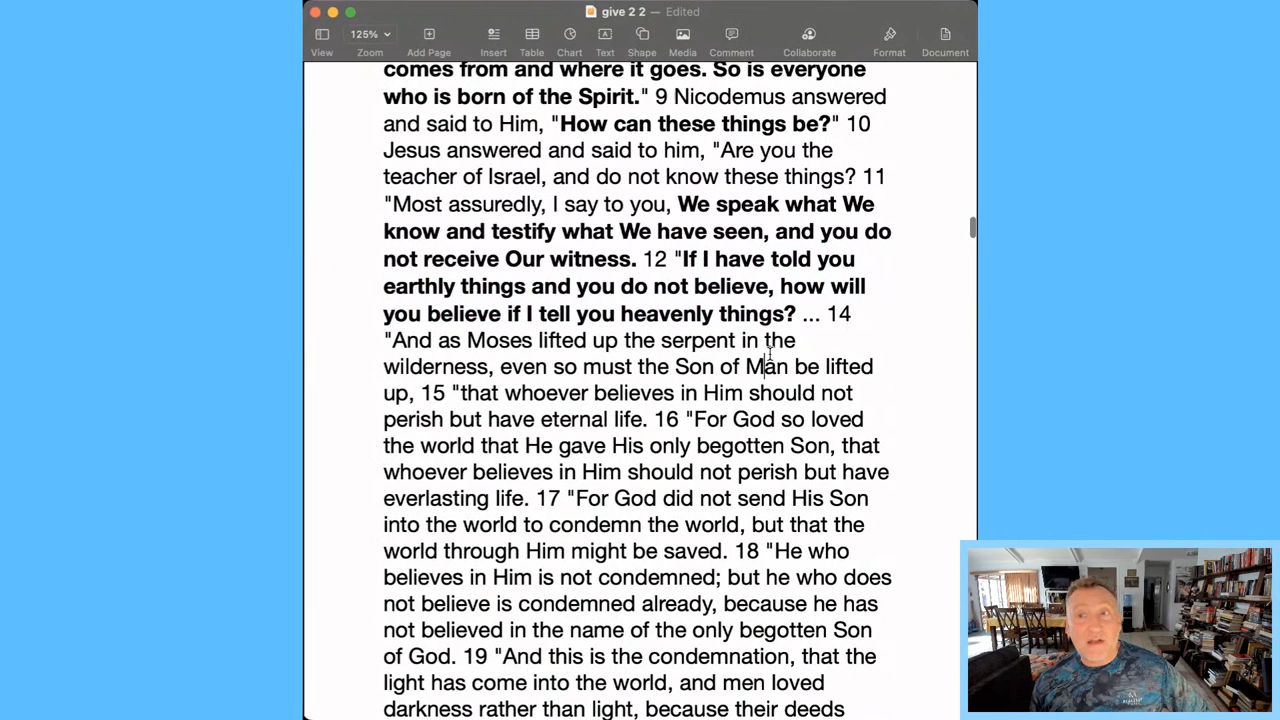 give 2 2 — Edited
125%
View Zoom Add Page Insert Table Chart Text Shape Media Comment Collaborate Format Document
comes from and where it goes. So is everyone
who is born of the Spirit." 9 Nicodemus answered
and said to Him, "How can these things be?" 10
Jesus answered and said to him, "Are you the
teacher of Israel, and do not know these things? 11
"Most assuredly, I say to you, We speak what We
know and testify what We have seen, and you do
not receive Our witness. 12 "If I have told you
earthly things and you do not believe, how will
you believe if I tell you heavenly things? ... 14
"And as Moses lifted up the serpent in the
wilderness, even so must the Son of Man be lifted
up, 15 "that whoever believes in Him should not
perish but have eternal life. 16 "For God so loved
the world that He gave His only begotten Son, that
whoever believes in Him should not perish but have
everlasting life. 17 "For God did not send His Son
into the world to condemn the world, but that the
world through Him might be saved. 18 "He who
believes in Him is not condemned; but he who does
not believe is condemned already, because he has
not believed in the name of the only begotten Son
of God. 19 "And this is the condemnation, that the
light has come into the world, and men loved
darkness rather than light, because their deeds